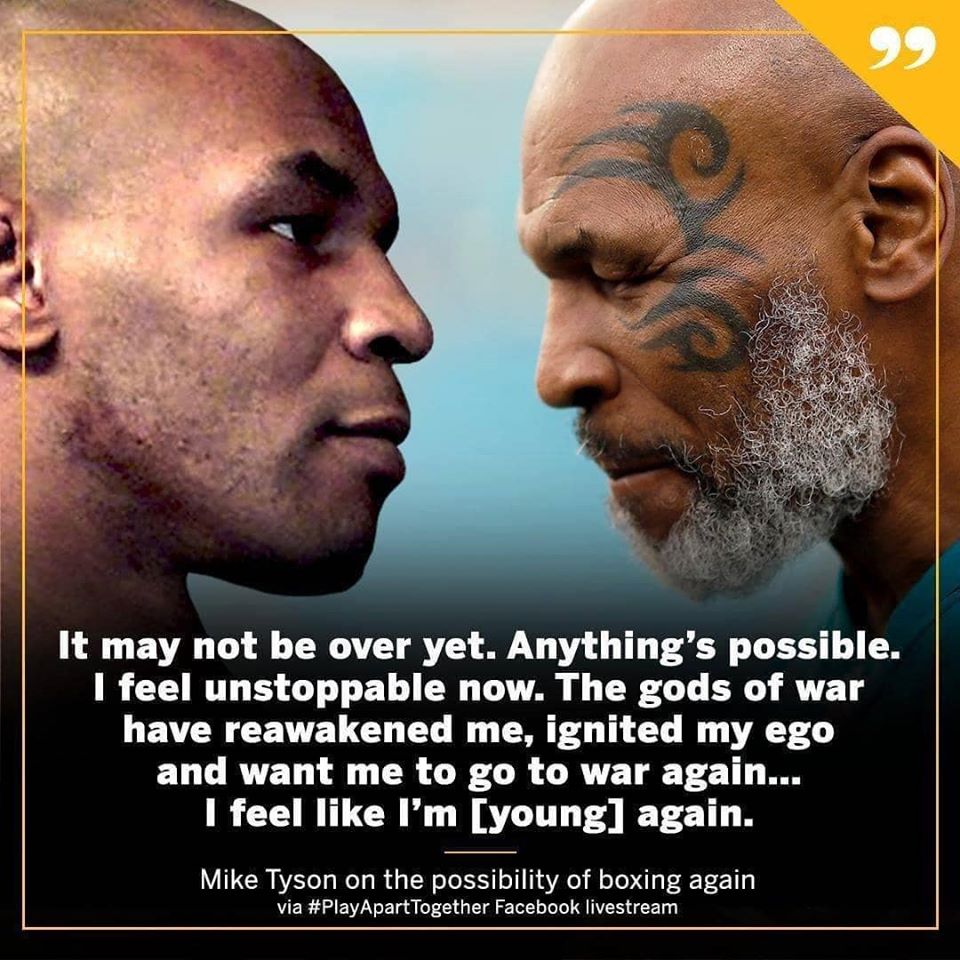 ”
It may not be over yet. Anything’s possible.
I feel unstoppable now. The gods of war
have reawakened me, ignited my ego
and want me to go to war again...
I feel like I’m [young] again.
Mike Tyson on the possibility of boxing again
via #PlayApartTogether Facebook livestream